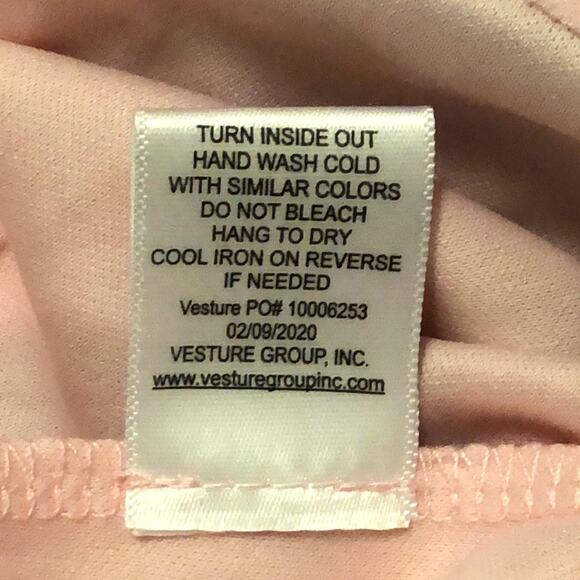 TURN INSIDE OUT
HAND WASH COLD
WITH SIMILAR COLORS
DO NOT BLEACH
HANG TO DRY
COOL IRON ON REVERSE
IF NEEDED
Vesture PO# 10006253
02/09/2020
VESTURE GROUP, INC.
www.vesturegroupinc.com